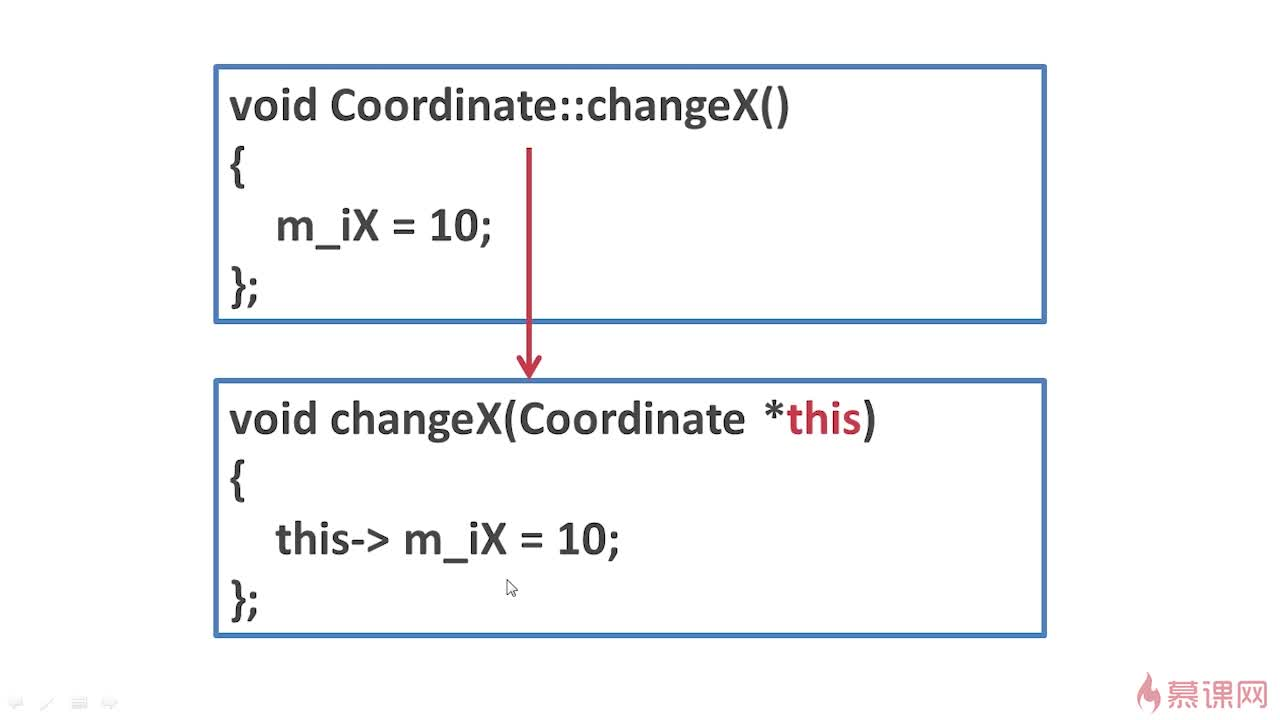 void Coordinate::changeX()
{
m_iX = 10;
};
void changeX(Coordinate *this)
{
this-> m_iX = 10;
};
慕课网